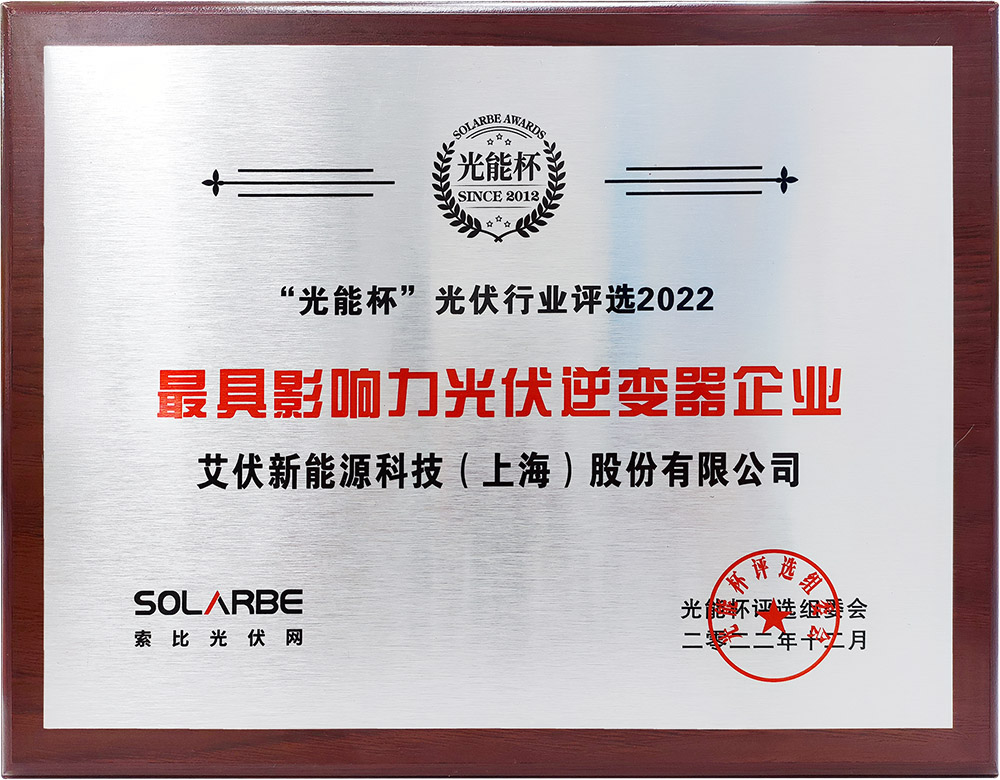 SOLARBE AWARDS
光能杯
SINCE 2012
“光能杯”光伏行业评选2022
最具影响力光伏逆变器企业
艾伏新能源科技（上海）股份有限公司
SOLARBE
索比光伏网
光能杯评选组委会
光能杯评选组委会
二零二二年十二月